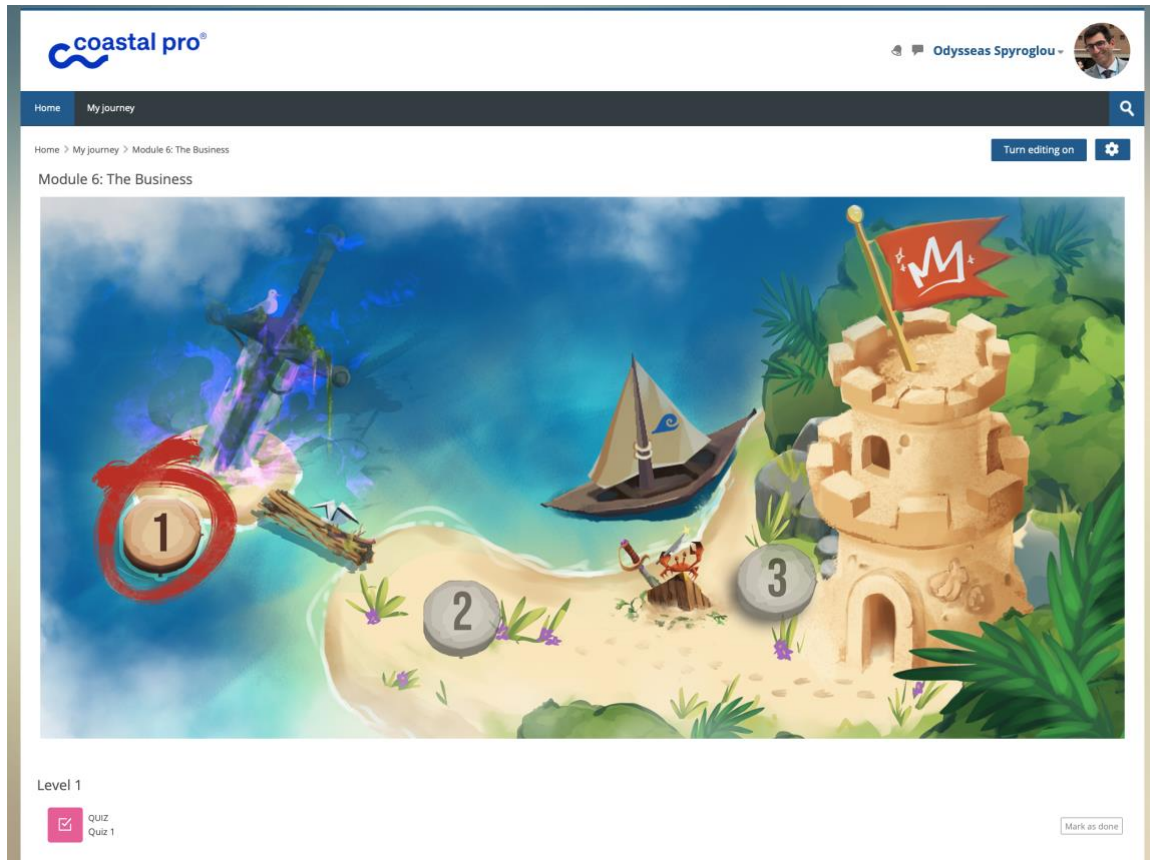 coastal pro®
Odysseas Spyroglou
Home My journey
Home > My journey > Module 6: The Business
Turn editing on
Module 6: The Business
1
2
3
Level 1
QUIZ
Quiz 1
Mark as done